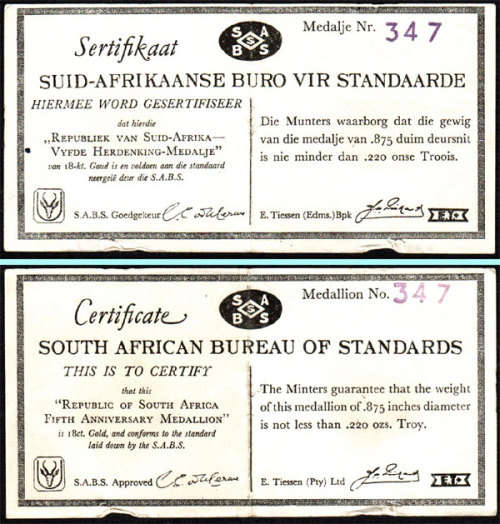 Sertifikaat
S A
B S
Medalje Nr. 347
SUID-AFRIKAANSE BURO VIR STANDAARDE
HIERMEE WORD GESERTIFISEER
dat hierdie
„Republiek van Suid-Afrika—
Vyfde Herdenking-Medalje”
van 18-kt. Goud is en voldoen aan die standaard
neergelê deur die S.A.B.S.
S.A.B.S. Goedgekeur
Die Munters waarborg dat die gewig
van die medalje van .875 duim deursnit
is nie minder dan .220 onse Troois.
E. Tiessen (Edms.) Bpk
Certificate
S A
B S
Medallion No. 347
SOUTH AFRICAN BUREAU OF STANDARDS
THIS IS TO CERTIFY
that this
"Republic of South Africa
Fifth Anniversary Medallion"
is 18ct. Gold, and conforms to the standard
laid down by the S.A.B.S.
S.A.B.S. Approved
The Minters guarantee that the weight
of this medallion of .875 inches diameter
is not less than .220 ozs. Troy.
E. Tiessen (Pty) Ltd